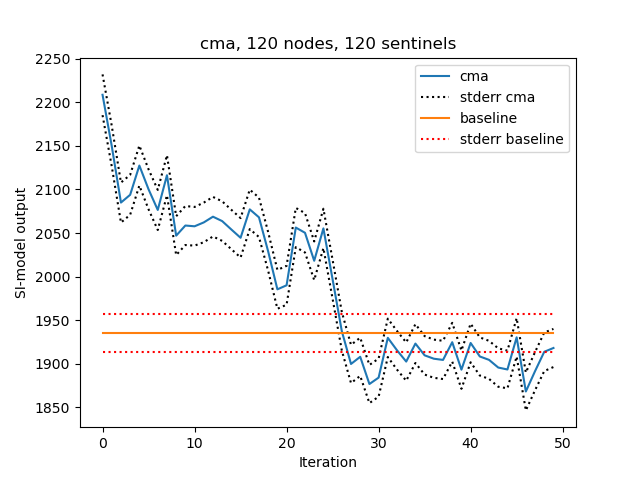 cma, 120 nodes, 120 sentinels
2250
2200
2150
2100
2050
2000
1950
1900
1850
SI-model output
cma
stderr cma
baseline
stderr baseline
0
10
20
30
40
50
Iteration